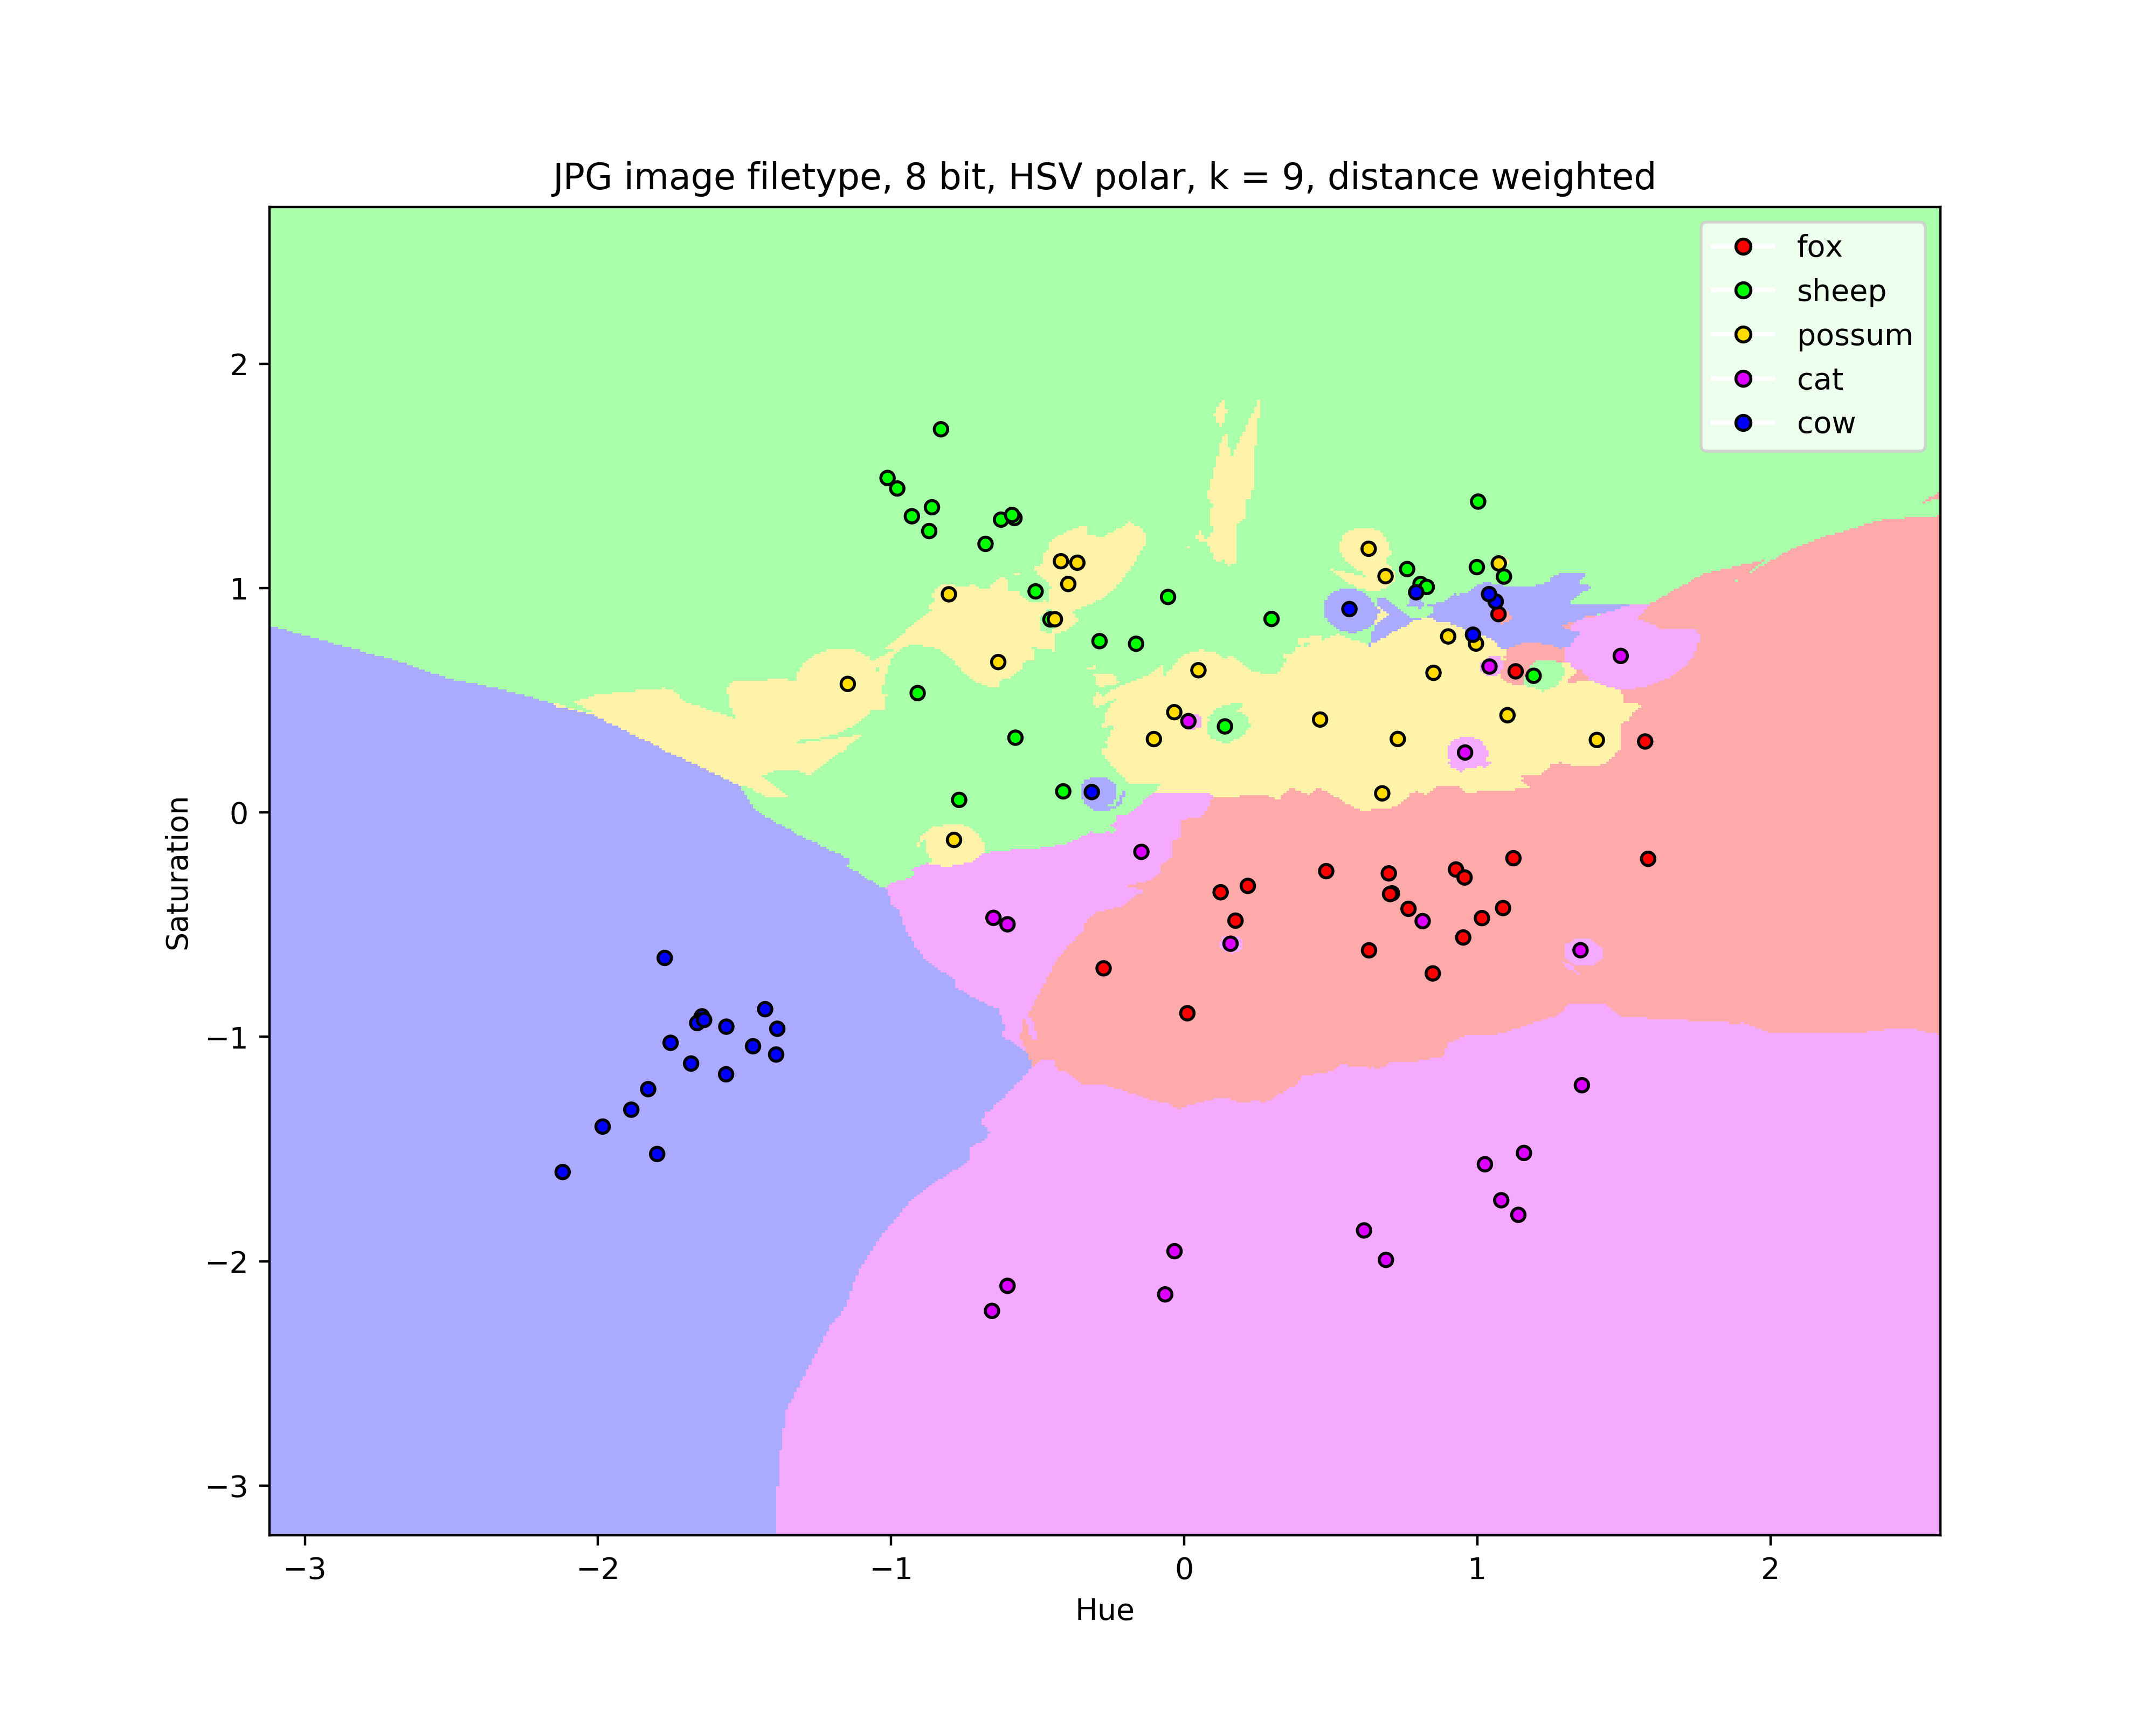 JPG image filetype, 8 bit, HSV polar, k = 9, distance weighted
fox
sheep
possum
cat
cow
2
1
0
−1
−2
−3
Saturation
−3
−2
−1
0
1
2
Hue